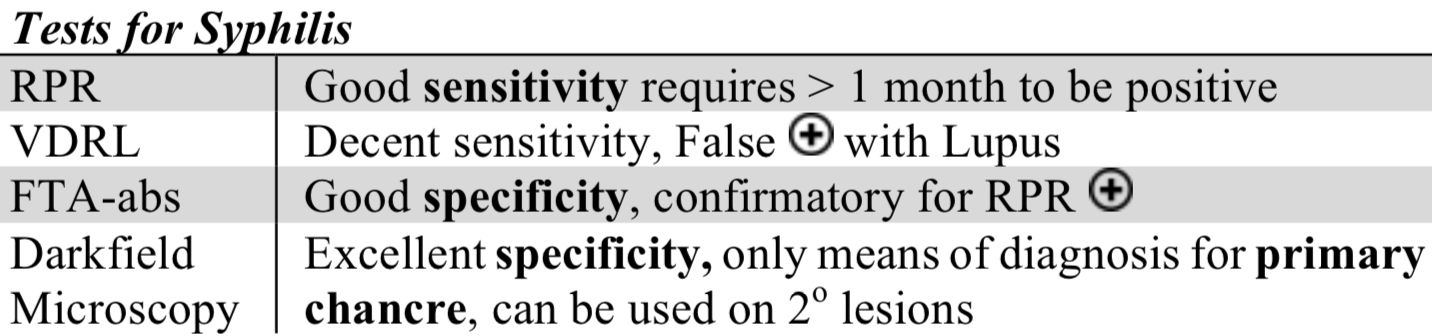 Tests for Syphilis
RPR Good sensitivity requires > 1 month to be positive
VDRL Decent sensitivity, False ⊕ with Lupus
FTA-abs Good specificity, confirmatory for RPR ⊕
Darkfield Excellent specificity, only means of diagnosis for primary
Microscopy chancre, can be used on 2º lesions